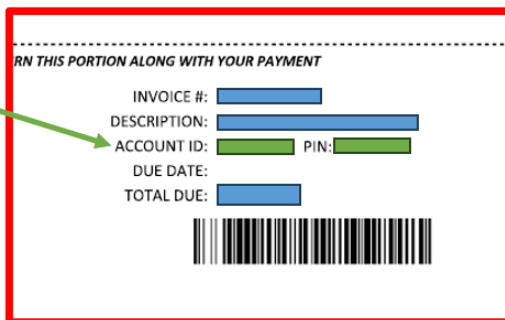 RN THIS PORTION ALONG WITH YOUR PAYMENT
INVOICE #:
DESCRIPTION:
ACCOUNT ID: PIN:
DUE DATE:
TOTAL DUE: